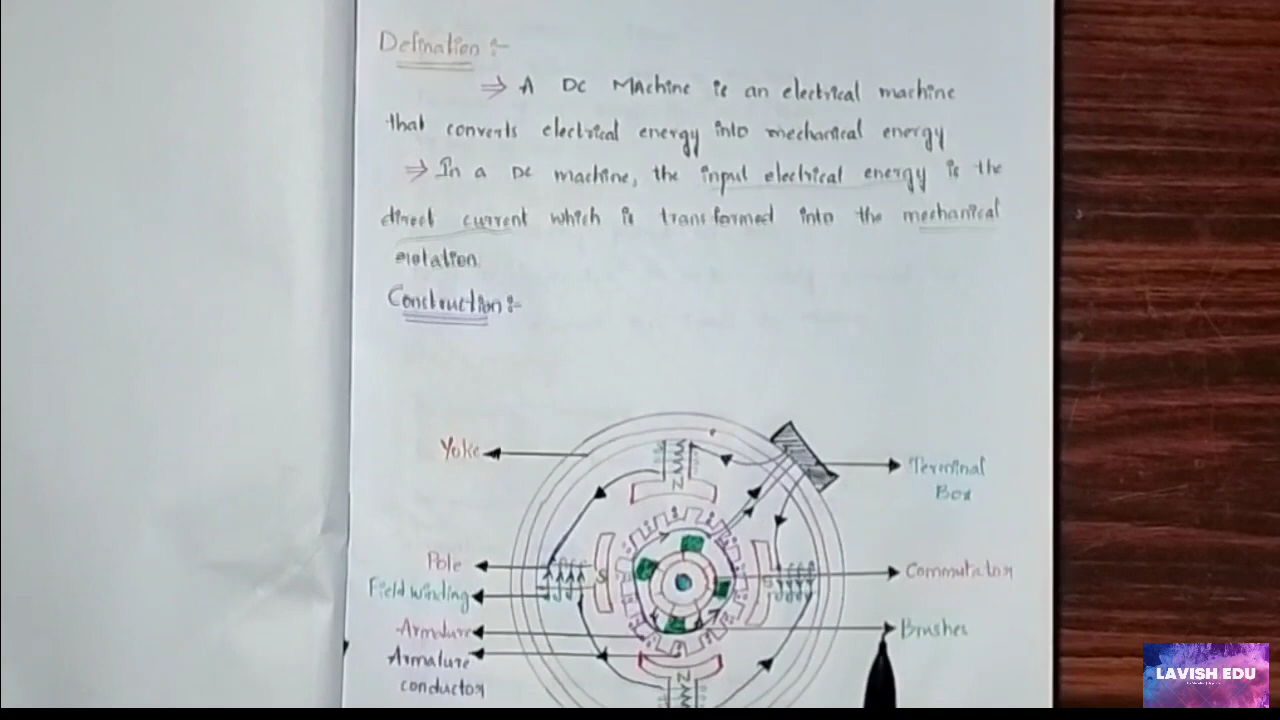 Defination :-
⇒ A DC Machine is an electrical machine
that converts electrical energy into mechanical energy
⇒ In a DC machine, the input electrical energy is the
direct current which is transformed into the mechanical
rotation.
Construction :-
Yoke
Terminal
Box
N
Pole
S
S
Commutator
Field winding
Armature
Brushes
Armature
conductor
N
LAVISH EDU